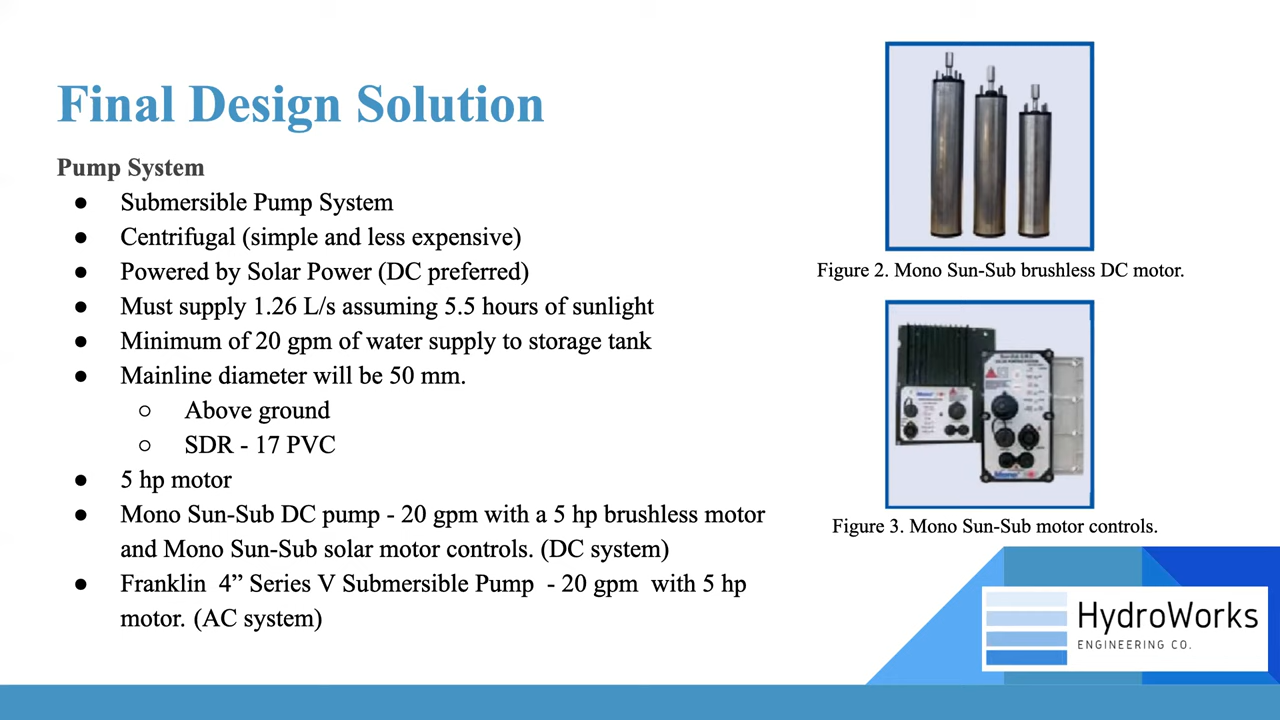 Final Design Solution
Pump System
● Submersible Pump System
● Centrifugal (simple and less expensive)
● Powered by Solar Power (DC preferred)
● Must supply 1.26 L/s assuming 5.5 hours of sunlight
● Minimum of 20 gpm of water supply to storage tank
● Mainline diameter will be 50 mm.
○ Above ground
○ SDR - 17 PVC
● 5 hp motor
● Mono Sun-Sub DC pump - 20 gpm with a 5 hp brushless motor
and Mono Sun-Sub solar motor controls. (DC system)
● Franklin 4” Series V Submersible Pump - 20 gpm with 5 hp
motor. (AC system)
Figure 2. Mono Sun-Sub brushless DC motor.
Figure 3. Mono Sun-Sub motor controls.
HydroWorks
ENGINEERING CO.